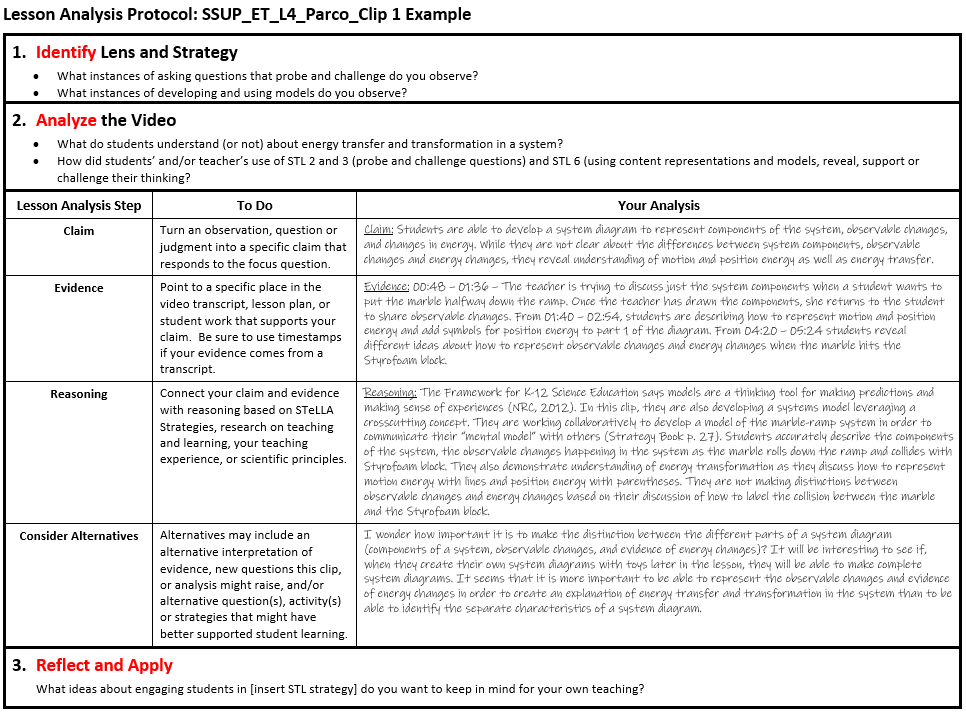 Lesson Analysis Protocol: SSUP_ET_L4_Parco_Clip 1 Example
1. Identify Lens and Strategy
• What instances of asking questions that probe and challenge do you observe?
• What instances of developing and using models do you observe?
2. Analyze the Video
• What do students understand (or not) about energy transfer and transformation in a system?
• How did students' and/or teacher's use of STL 2 and 3 (probe and challenge questions) and STL 6 (using content representations and models, reveal, support or
challenge their thinking?
Lesson Analysis Step
To Do
Your Analysis
Claim
Turn an observation, question or
judgment into a specific claim that
responds to the focus question.
Claim: Students are able to develop a system diagram to represent components of the system, observable changes,
and changes in energy. While they are not clear about the differences between system components, observable
changes and energy changes, they reveal understanding of motion and position energy as well as energy transfer.
Evidence
Point to a specific place in the
video transcript, lesson plan, or
student work that supports your
claim. Be sure to use timestamps
if your evidence comes from a
transcript.
Evidence: 00:48 – 01:36 – The teacher is trying to discuss just the system components when a student wants to
put the marble halfway down the ramp. Once the teacher has drawn the components, she returns to the student
to share observable changes. From 01:40 – 02:54, students are describing how to represent motion and position
energy and add symbols for position energy to part 1 of the diagram. From 04:20 – 05:24 students reveal
different ideas about how to represent observable changes and energy changes when the marble hits the
Styrofoam block.
Reasoning
Connect your claim and evidence
with reasoning based on STeLLA
Strategies, research on teaching
and learning, your teaching
experience, or scientific principles.
Reasoning: The Framework for K-12 Science Education says models are a thinking tool for making predictions and
making sense of experiences (NRC, 2012). In this clip, they are also developing a systems model leveraging a
crosscutting concept. They are working collaboratively to develop a model of the marble-ramp system in order to
communicate their "mental model" with others (Strategy Book p. 27). Students accurately describe the components
of the system, the observable changes happening in the system as the marble rolls down the ramp and collides with
Styrofoam block. They also demonstrate understanding of energy transformation as they discuss how to represent
motion energy with lines and position energy with parentheses. They are not making distinctions between
observable changes and energy changes based on their discussion of how to label the collision between the marble
and the Styrofoam block.
Consider Alternatives
Alternatives may include an
alternative interpretation of
evidence, new questions this clip,
or analysis might raise, and/or
alternative question(s), activity(s)
or strategies that might have
better supported student learning.
I wonder how important it is to make the distinction between the different parts of a system diagram
(components of a system, observable changes, and evidence of energy changes)? It will be interesting to see if,
when they create their own system diagrams with toys later in the lesson, they will be able to make complete
system diagrams. It seems that it is more important to be able to represent the observable changes and evidence
of energy changes in order to create an explanation of energy transfer and transformation in the system than to be
able to identify the separate characteristics of a system diagram.
3. Reflect and Apply
What ideas about engaging students in [insert STL strategy] do you want to keep in mind for your own teaching?